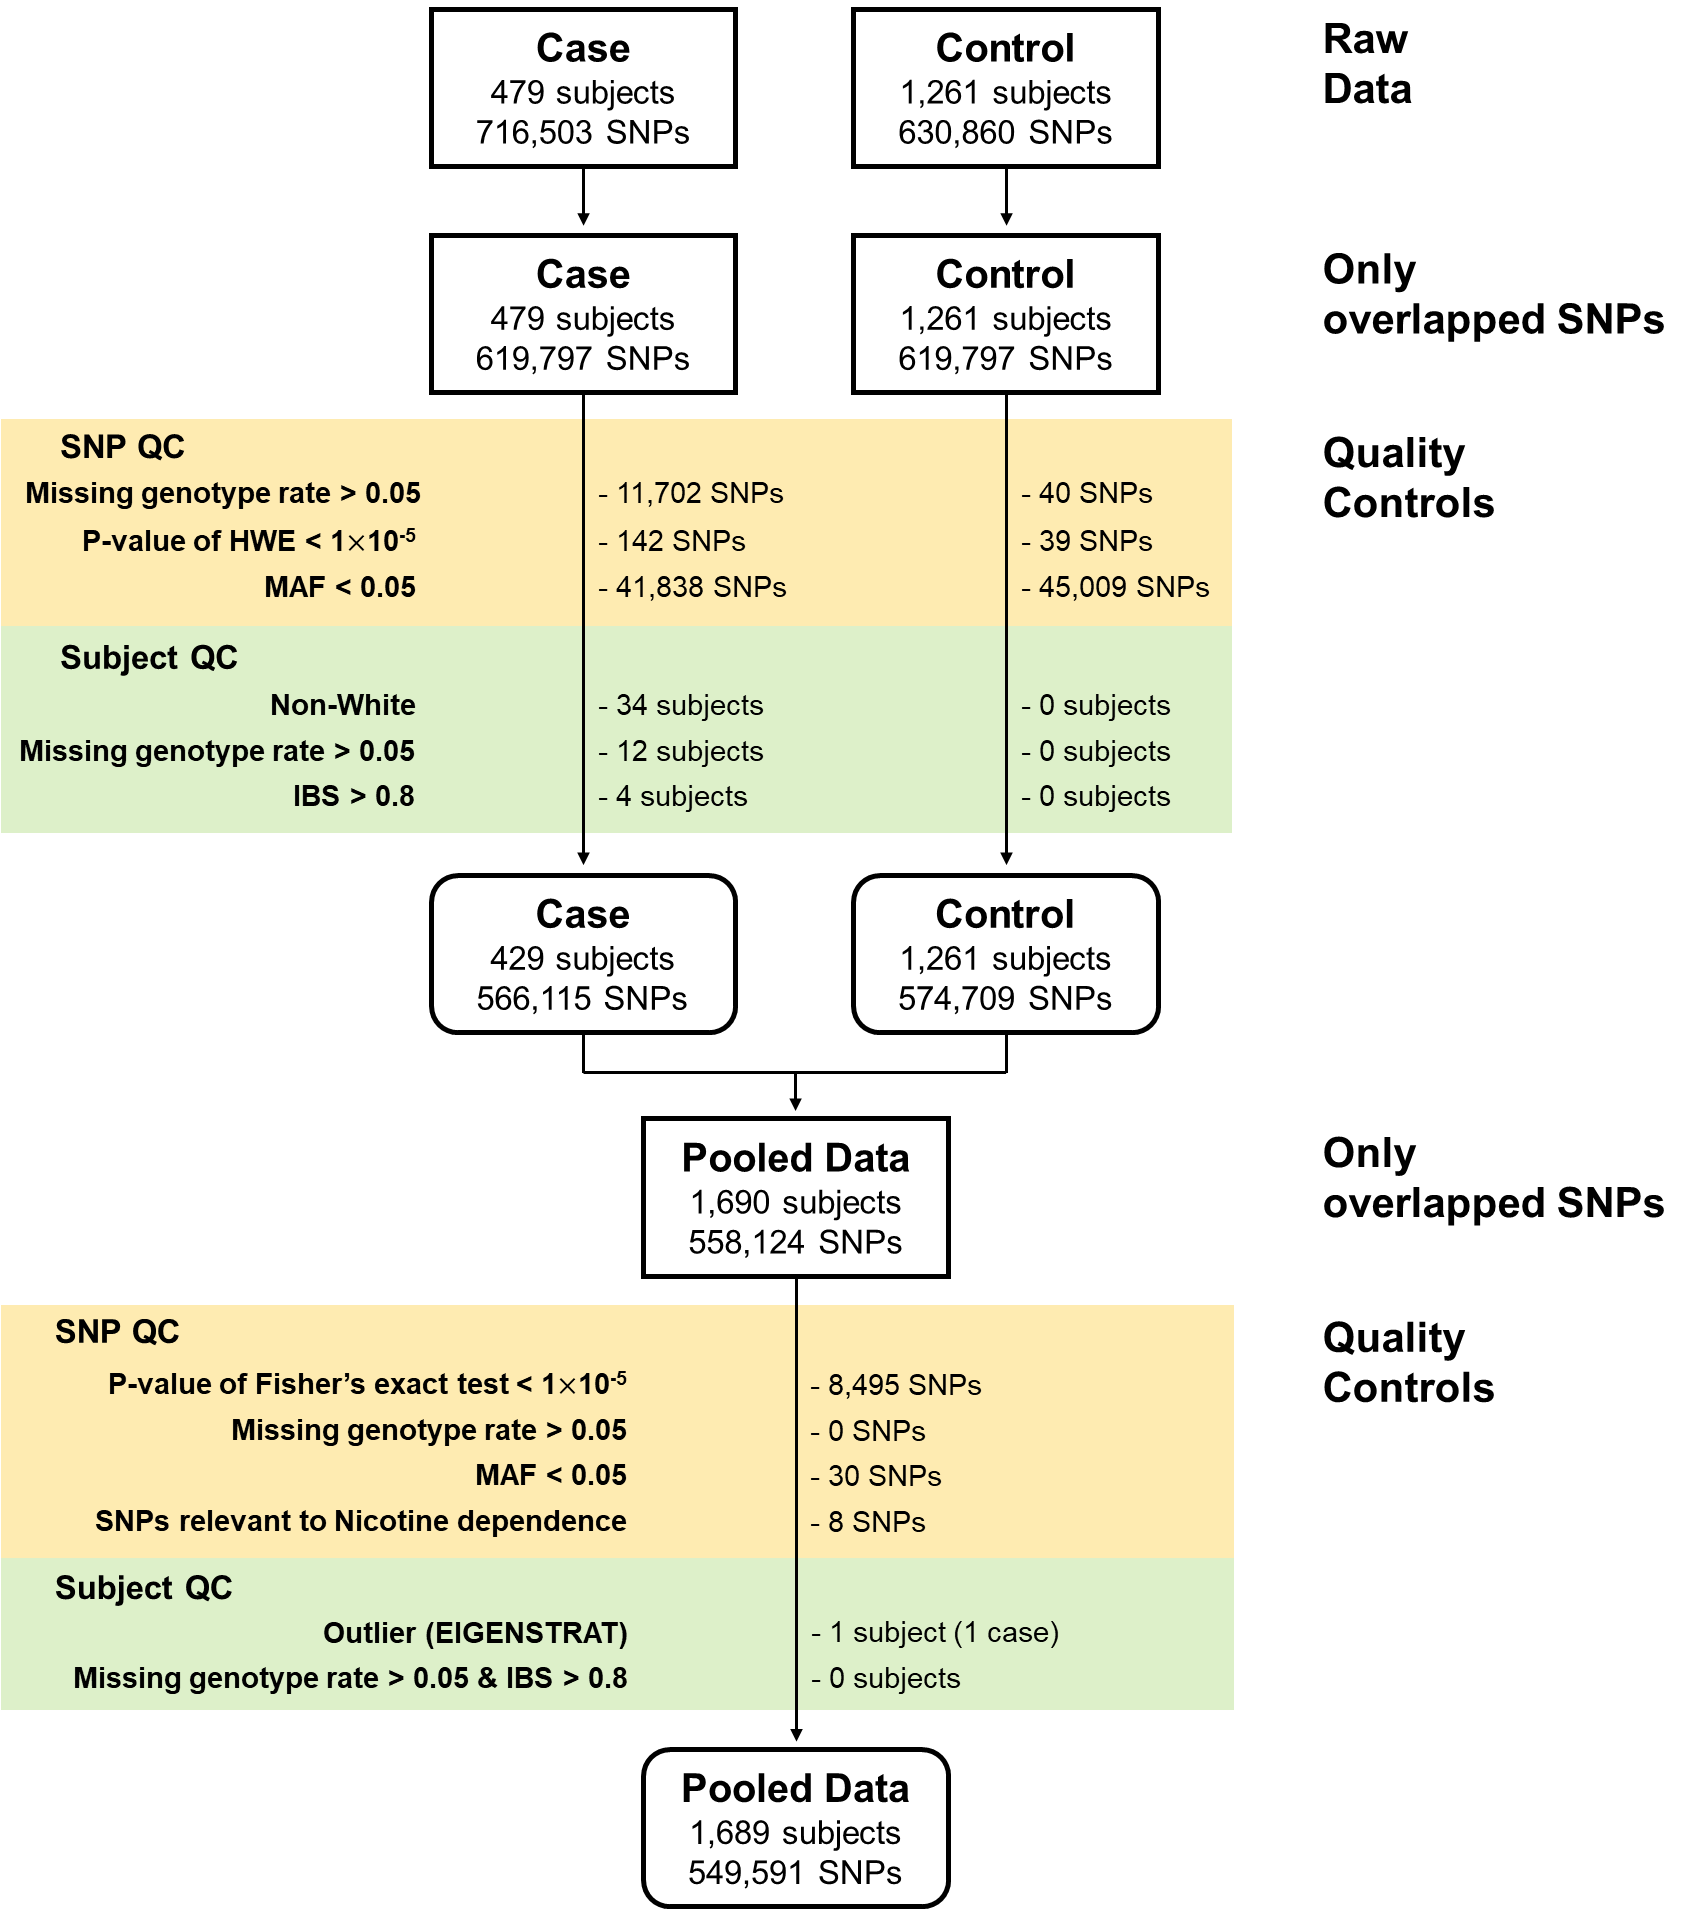 Case
479 subjects
716,503 SNPs
Control
1,261 subjects
630,860 SNPs
Raw
Data
Case
479 subjects
619,797 SNPs
Control
1,261 subjects
619,797 SNPs
Only
overlapped SNPs
Quality
Controls
SNP QC
Missing genotype rate > 0.05 - 11,702 SNPs - 40 SNPs
P-value of HWE < 1×10⁻⁵ - 142 SNPs - 39 SNPs
MAF < 0.05 - 41,838 SNPs - 45,009 SNPs
Subject QC
Non-White - 34 subjects - 0 subjects
Missing genotype rate > 0.05 - 12 subjects - 0 subjects
IBS > 0.8 - 4 subjects - 0 subjects
Case
429 subjects
566,115 SNPs
Control
1,261 subjects
574,709 SNPs
Pooled Data
1,690 subjects
558,124 SNPs
Only
overlapped SNPs
Quality
Controls
SNP QC
P-value of Fisher’s exact test < 1×10⁻⁵ - 8,495 SNPs
Missing genotype rate > 0.05 - 0 SNPs
MAF < 0.05 - 30 SNPs
SNPs relevant to Nicotine dependence - 8 SNPs
Subject QC
Outlier (EIGENSTRAT) - 1 subject (1 case)
Missing genotype rate > 0.05 & IBS > 0.8 - 0 subjects
Pooled Data
1,689 subjects
549,591 SNPs